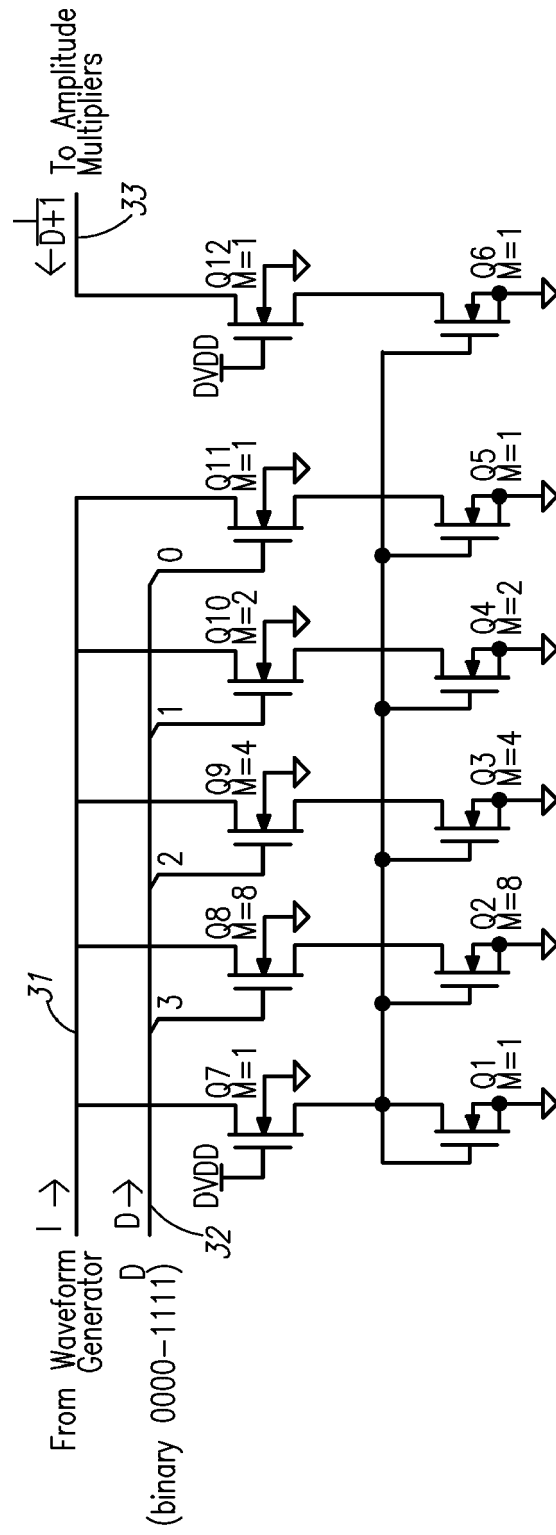 From Waveform
Generator
I →
31
D →
32
D
(binary 0000-1111)
3
2
1
0
← I
D+1
To Amplitude
Multipliers
33
DVDD
Q7
M=1
Q8
M=8
Q9
M=4
Q10
M=2
Q11
M=1
DVDD
Q12
M=1
Q1
M=1
Q2
M=8
Q3
M=4
Q4
M=2
Q5
M=1
Q6
M=1